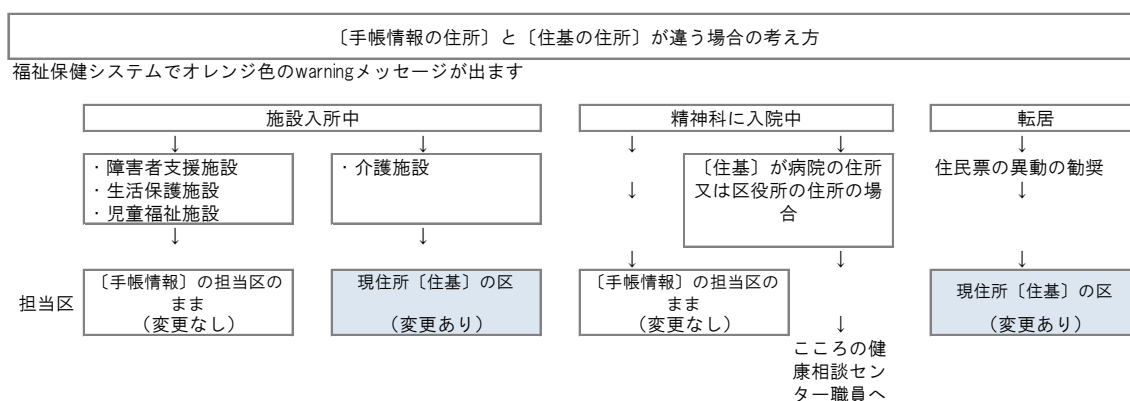 〔手帳情報の住所〕と〔住基の住所〕が違う場合の考え方
福祉保健システムでオレンジ色のwarningメッセージが出ます
施設入所中
精神科に入院中
転居
↓
↓
↓
↓
↓
・障害者支援施設
・生活保護施設
・児童福祉施設
・介護施設
↓
〔住基〕が病院の住所
又は区役所の住所の場
合
住民票の異動の勧奨
↓
↓
↓
↓
↓
↓
↓
担当区
〔手帳情報〕の担当区の
まま
（変更なし）
現住所〔住基〕の区
（変更あり）
〔手帳情報〕の担当区の
まま
（変更なし）
↓
こころの健
康相談セン
ター職員へ
現住所〔住基〕の区
（変更あり）